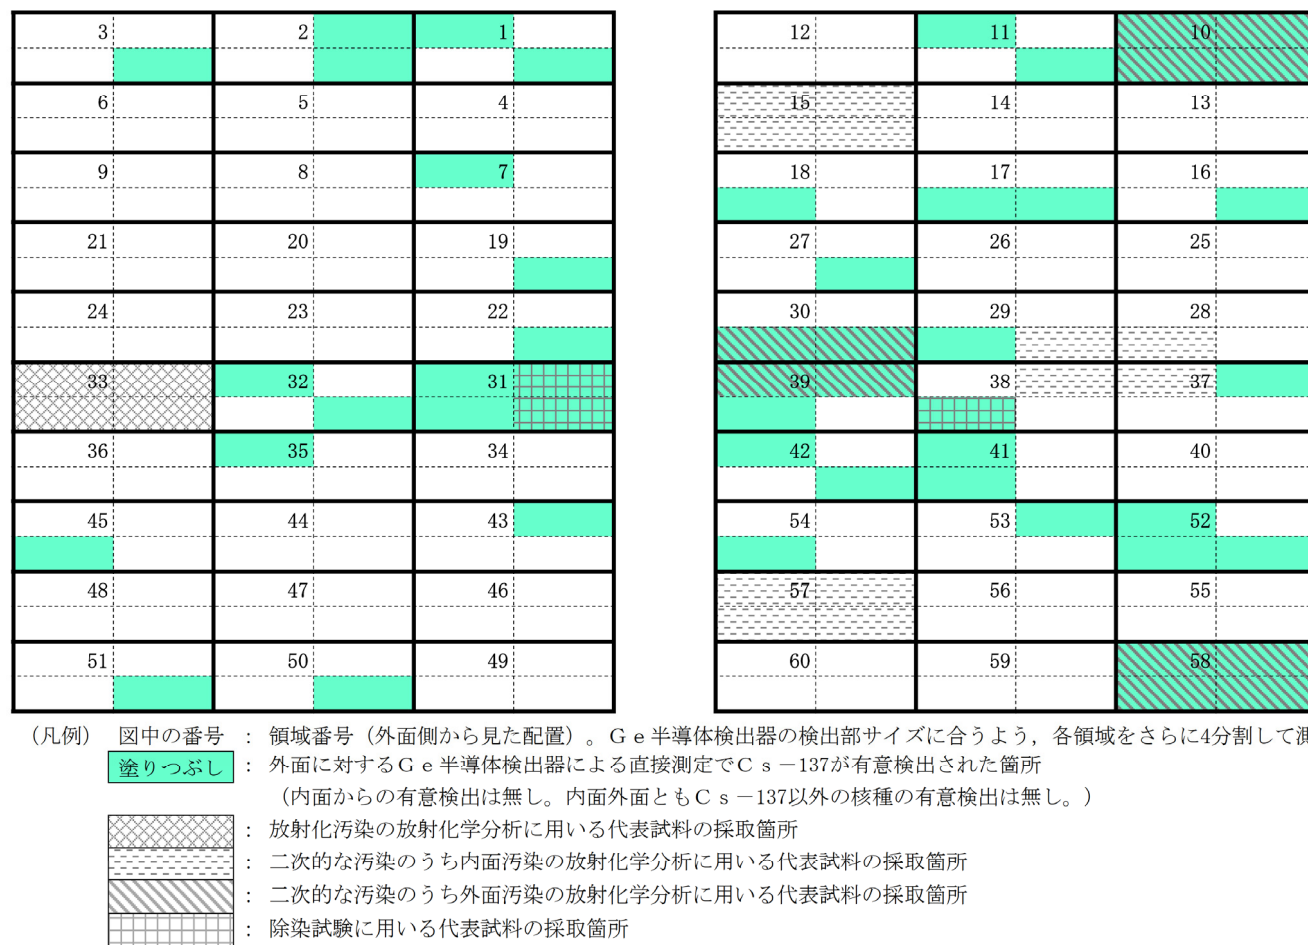 3 2 1 12 11 10
6 5 4 15 14 13
9 8 7 18 17 16
21 20 19 27 26 25
24 23 22 30 29 28
33 32 31 39 38 37
36 35 34 42 41 40
45 44 43 54 53 52
48 47 46 57 56 55
51 50 49 60 59 58
(凡例) 図中の番号 : 領域番号（外面側から見た配置）。Ｇｅ半導体検出器の検出部サイズに合うよう，各領域をさらに4分割して測
塗りつぶし : 外面に対するＧｅ半導体検出器による直接測定でＣｓ－137が有意検出された箇所
（内面からの有意検出は無し。内面外面ともＣｓ－137以外の核種の有意検出は無し。）
: 放射化汚染の放射化学分析に用いる代表試料の採取箇所
: 二次的な汚染のうち内面汚染の放射化学分析に用いる代表試料の採取箇所
: 二次的な汚染のうち外面汚染の放射化学分析に用いる代表試料の採取箇所
: 除染試験に用いる代表試料の採取箇所